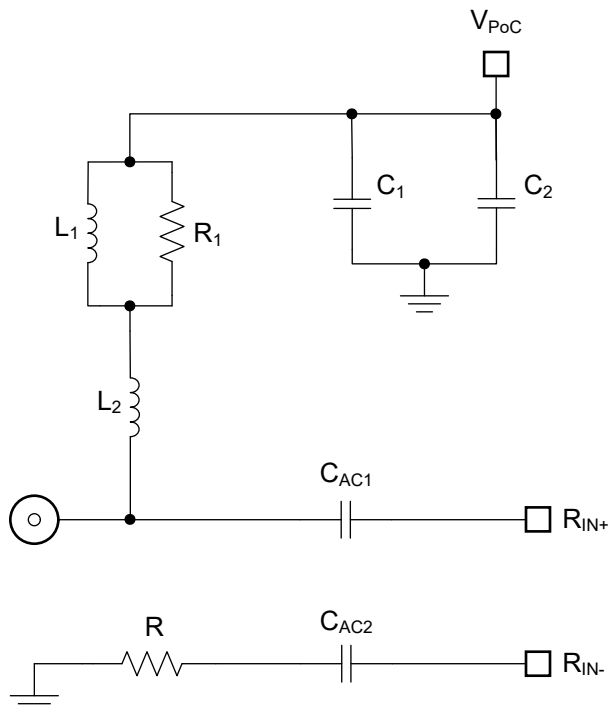 V_PoC
C_1
C_2
L_1
R_1
L_2
C_AC1
R_IN+
R
C_AC2
R_IN-